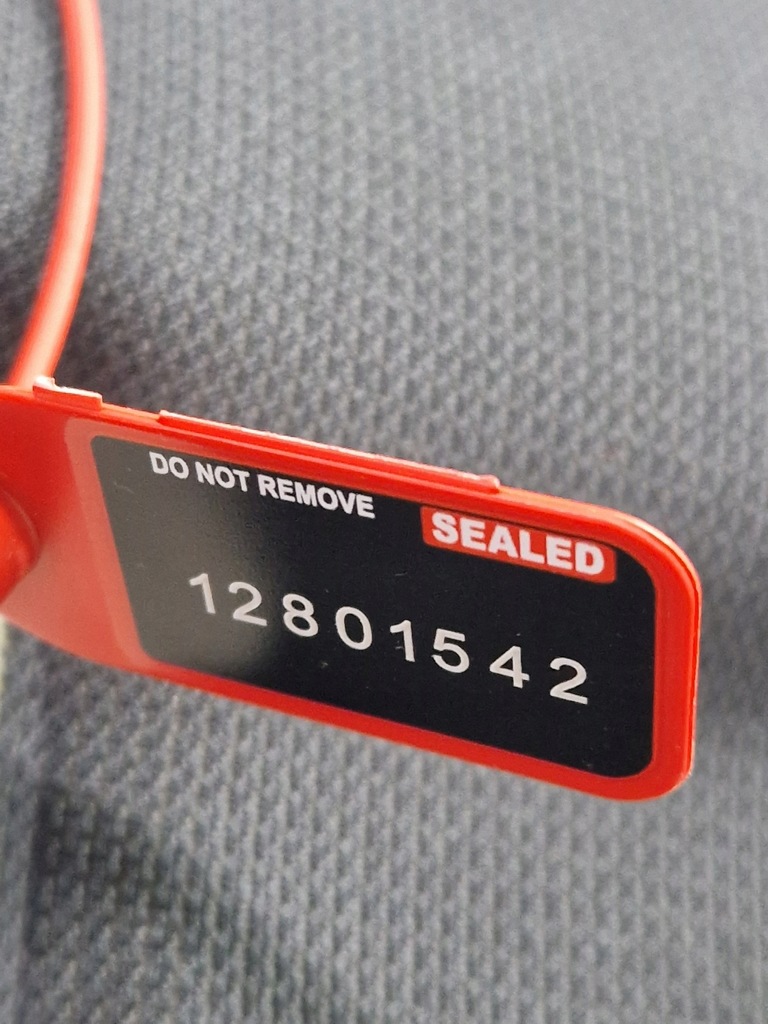 DO NOT REMOVE
SEALED
12801542